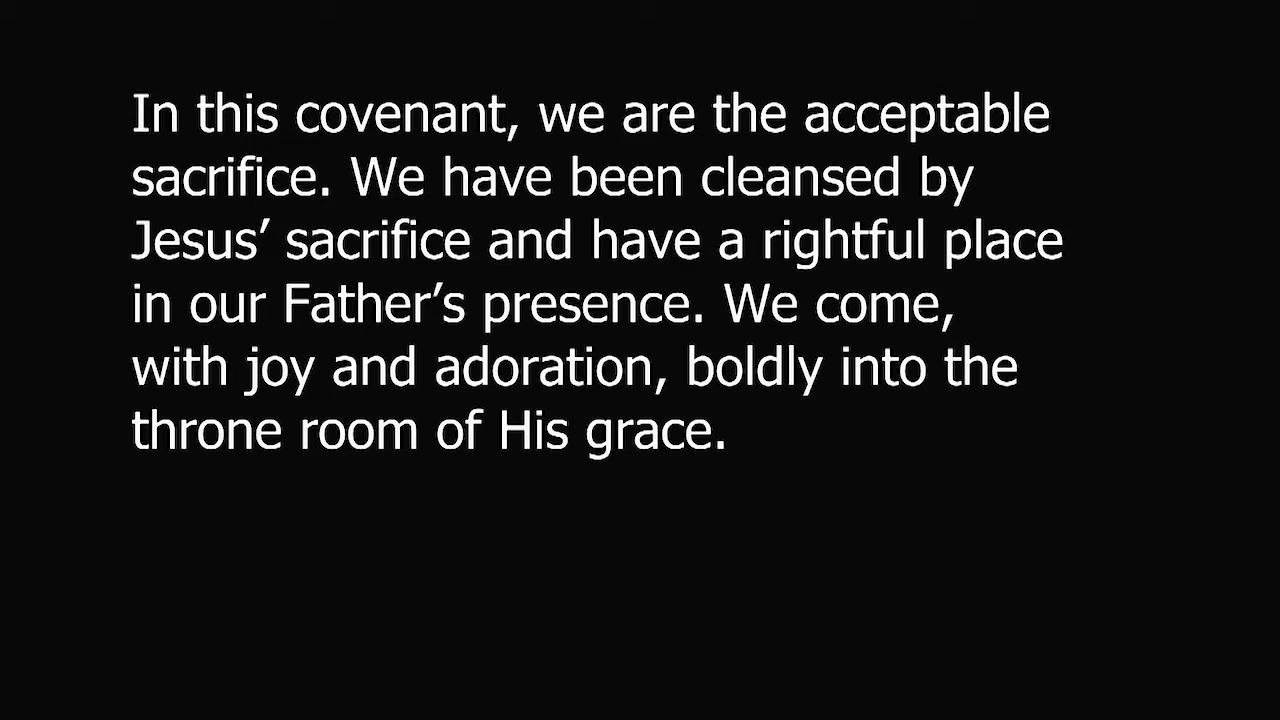 In this covenant, we are the acceptable
sacrifice. We have been cleansed by
Jesus’ sacrifice and have a rightful place
in our Father’s presence. We come,
with joy and adoration, boldly into the
throne room of His grace.